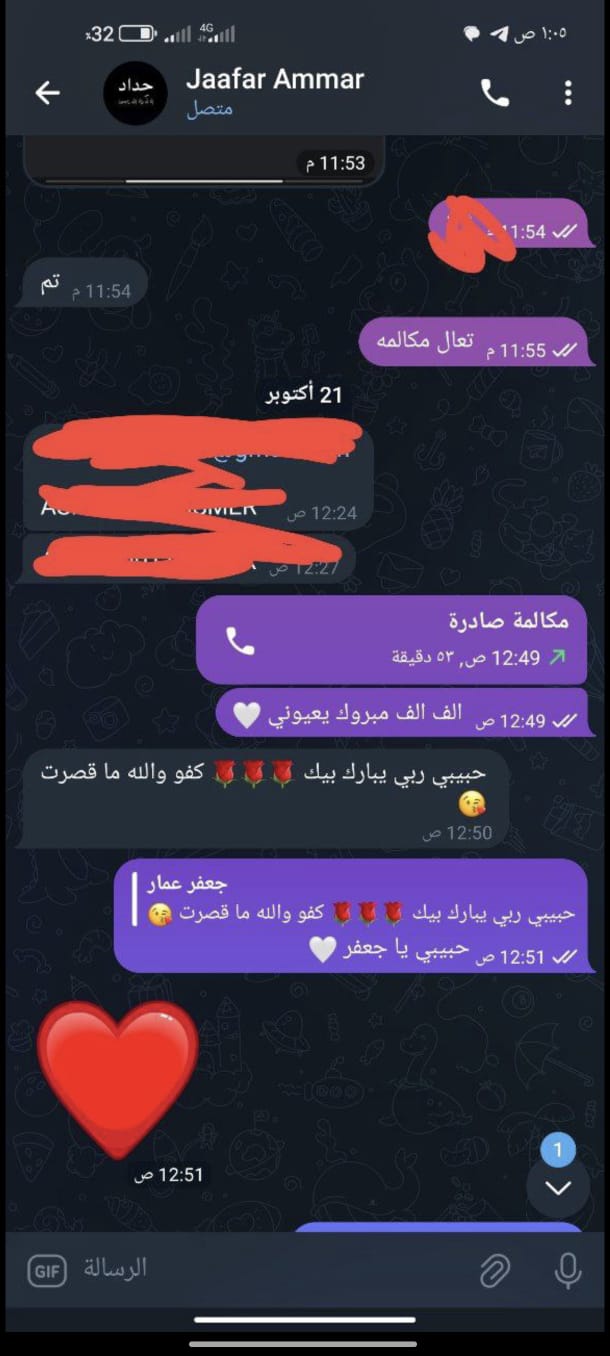 ٪32
4G
١:٠٥ ص
حداد
Jaafar Ammar
متصل
11:53 م
11:54
تم 11:54 م
تعال مكالمه 11:55 م
21 أكتوبر
12:24 ص
12:27 ص
مكالمة صادرة
12:49 ص, ٥٣ دقيقة
الف الف مبروك يعيوني 🤍 12:49 ص
حبيبي ربي يبارك بيك 🌹🌹🌹 كفو والله ما قصرت
😘
12:50 ص
جعفر عمار
حبيبي ربي يبارك بيك 🌹🌹🌹 كفو والله ما قصرت 😘
حبيبي يا جعفر 🤍 12:51 ص
12:51 ص
1
GIF
الرسالة